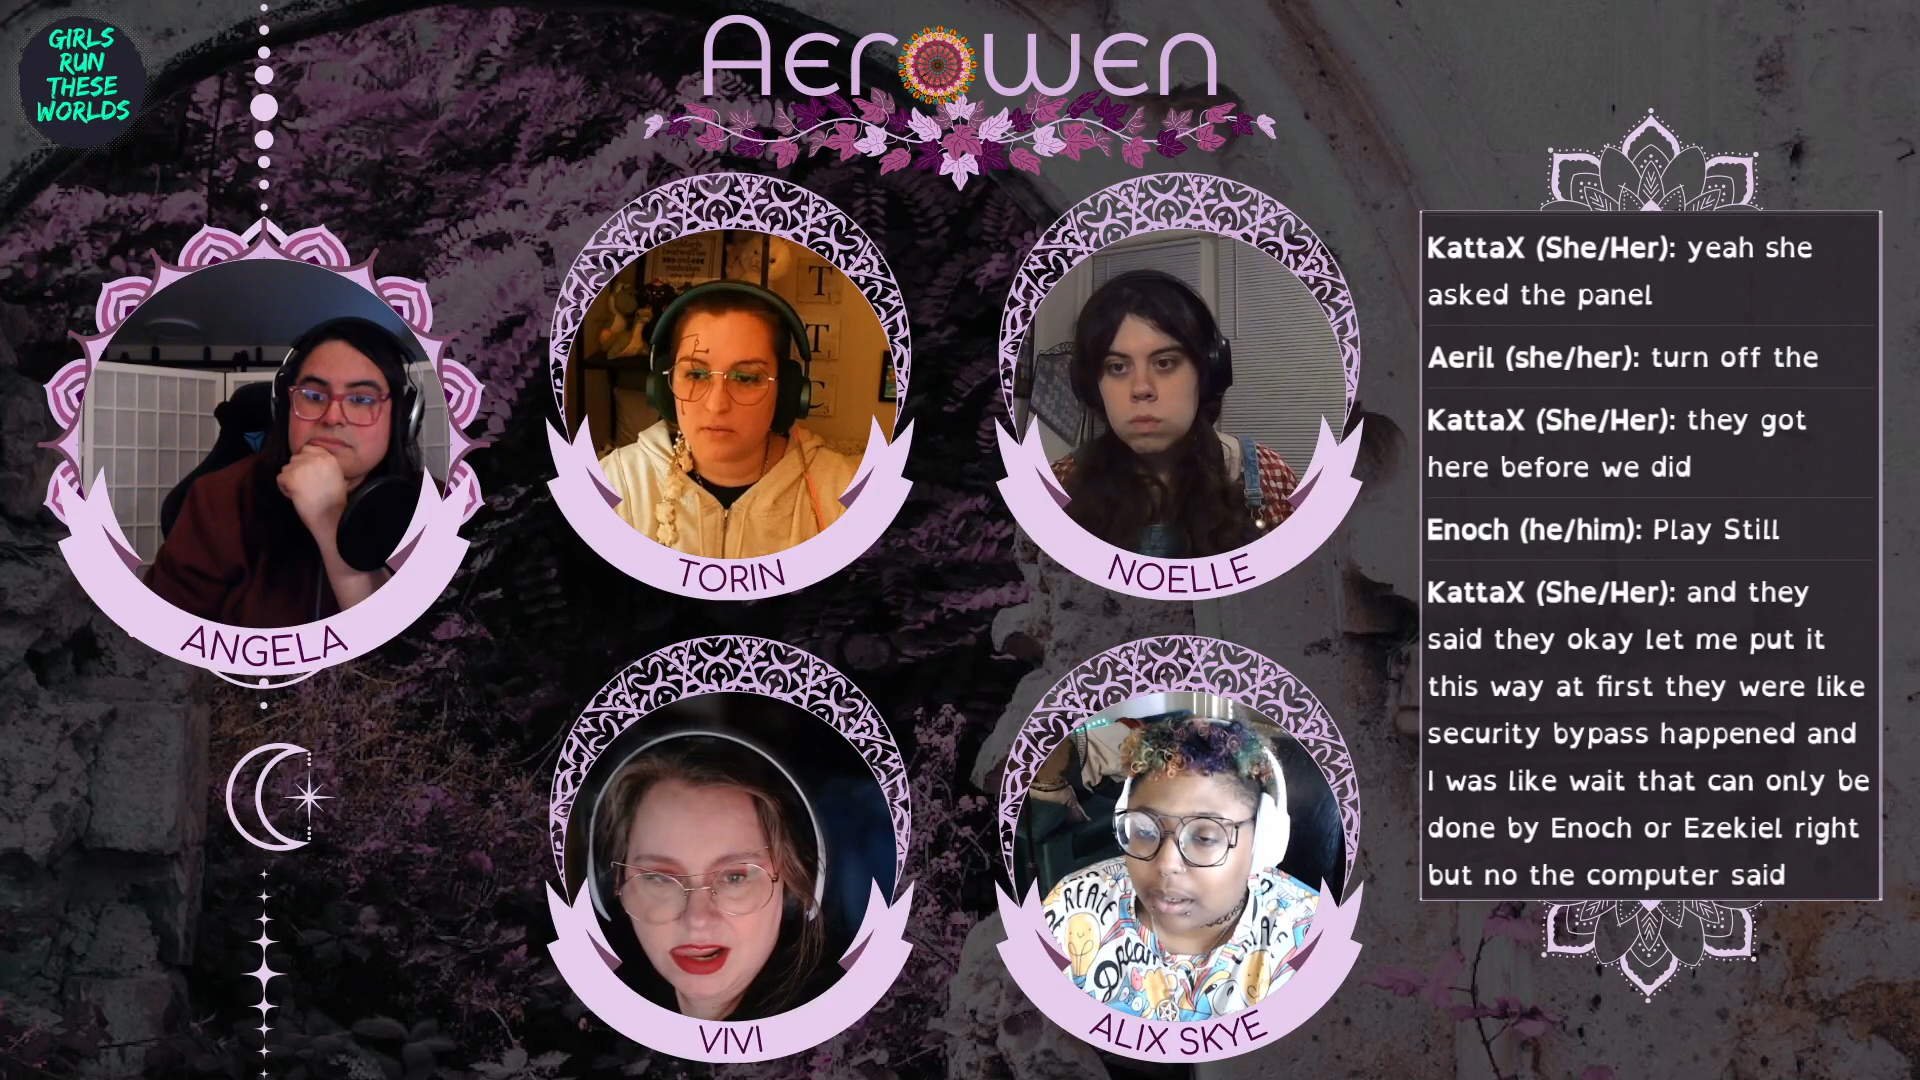 GIRLS
RUN
THESE
WORLDS
AEROWEN
ANGELA
TORIN
NOELLE
VIVI
ALIX SKYE
KattaX (She/Her): yeah she
asked the panel
Aeril (she/her): turn off the
KattaX (She/Her): they got
here before we did
Enoch (he/him): Play Still
KattaX (She/Her): and they
said they okay let me put it
this way at first they were like
security bypass happened and
I was like wait that can only be
done by Enoch or Ezekiel right
but no the computer said
T
T
C
CREATE